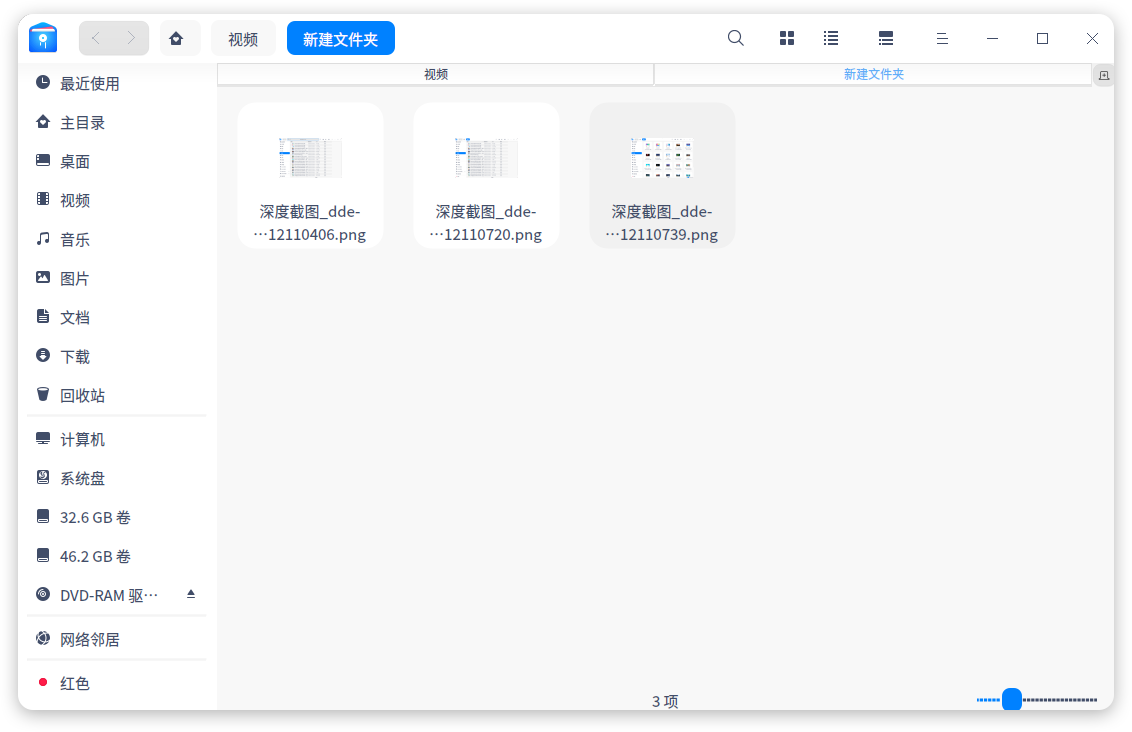 视频
新建文件夹
视频
新建文件夹
最近使用
主目录
桌面
视频
音乐
图片
文档
下载
回收站
计算机
系统盘
32.6 GB 卷
46.2 GB 卷
DVD-RAM 驱…
网络邻居
红色
深度截图_dde-
…12110406.png
深度截图_dde-
…12110720.png
深度截图_dde-
…12110739.png
3 项